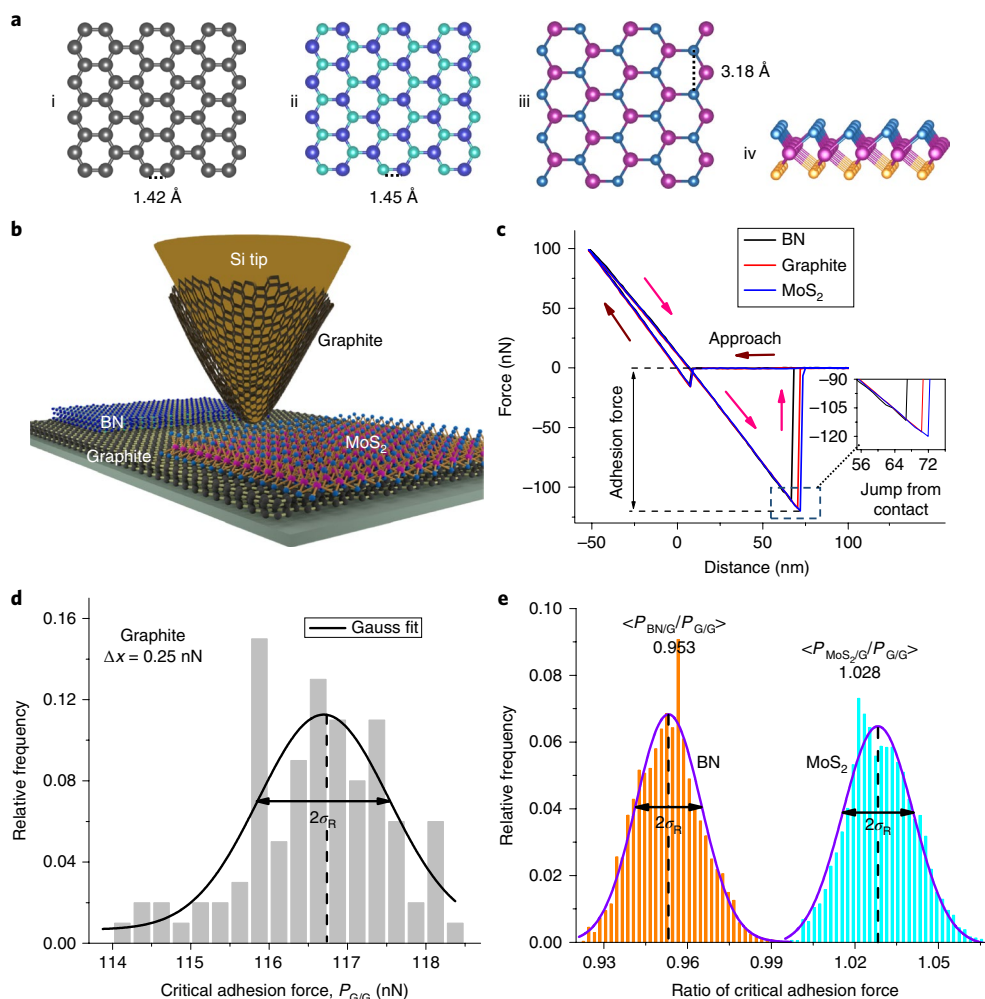 a
i
ii
iii
iv
1.42 Å
1.45 Å
3.18 Å
b
Si tip
Graphite
BN
Graphite
MoS₂
c
BN
Graphite
MoS₂
Approach
Adhesion force
Jump from
contact
−90
−105
−120
56
64
72
100
50
0
−50
−100
Force (nN)
−50
0
50
100
Distance (nm)
d
Graphite
Δx = 0.25 nN
Gauss fit
2σR
0.16
0.12
0.08
0.04
0.00
Relative frequency
114
115
116
117
118
Critical adhesion force, PG/G (nN)
e
<PBN/G/PG/G>
0.953
<PMoS₂/G/PG/G>
1.028
BN
MoS₂
2σR
2σR
0.10
0.08
0.06
0.04
0.02
0.00
Relative frequency
0.93
0.96
0.99
1.02
1.05
Ratio of critical adhesion force